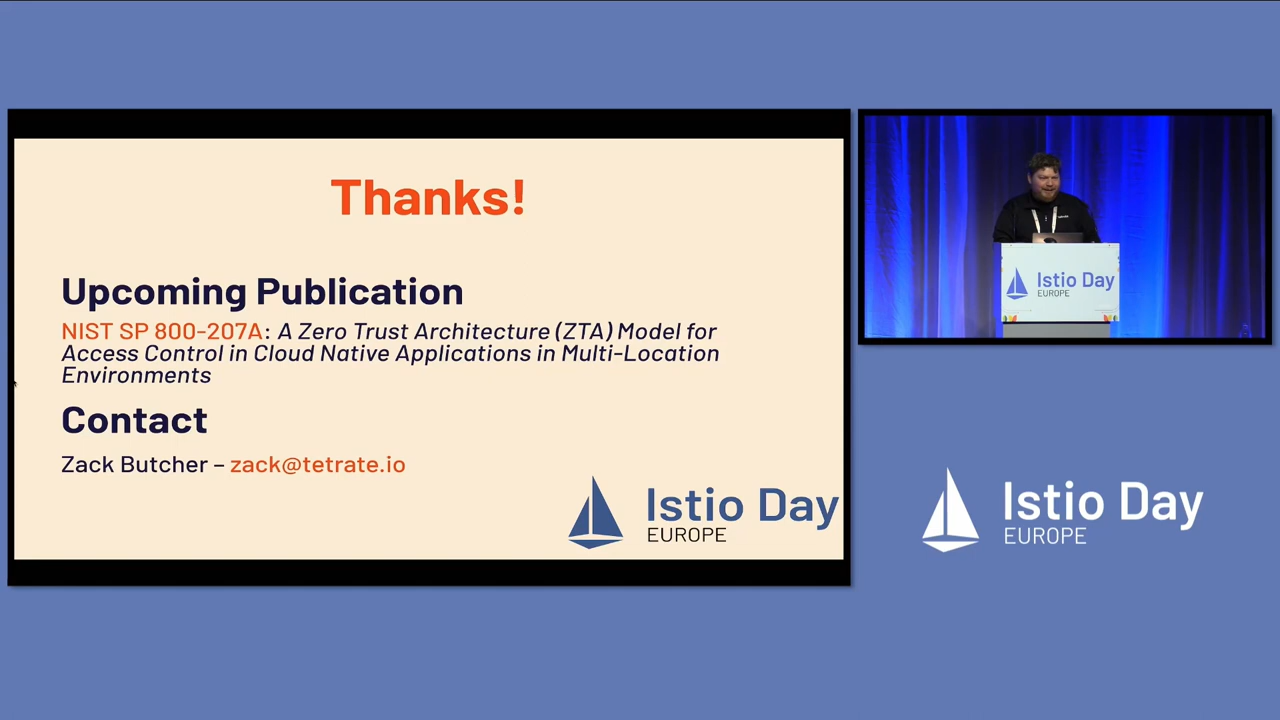 Thanks!
Upcoming Publication
NIST SP 800-207A: A Zero Trust Architecture (ZTA) Model for
Access Control in Cloud Native Applications in Multi-Location
Environments
Contact
Zack Butcher – zack@tetrate.io
Istio Day
EUROPE
Istio Day
EUROPE
Istio Day
EUROPE